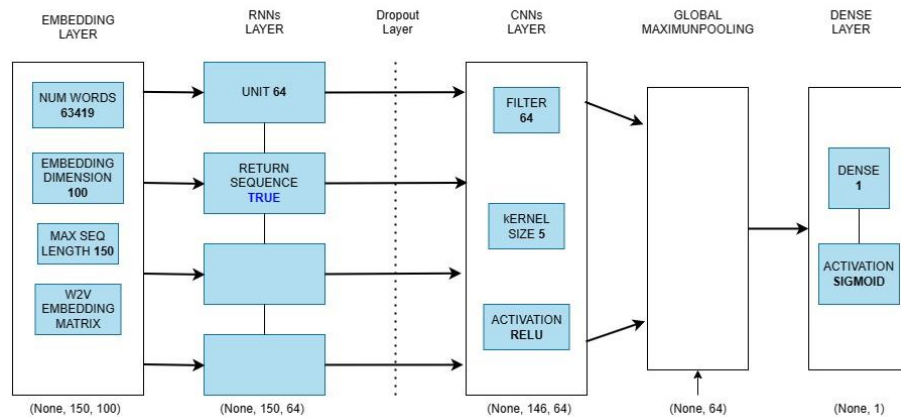 EMBEDDING
LAYER
RNNs
LAYER
Dropout
Layer
CNNs
LAYER
GLOBAL
MAXIMUNPOOLING
DENSE
LAYER
NUM WORDS
63419
EMBEDDING
DIMENSION
100
MAX SEQ
LENGTH 150
W2V
EMBEDDING
MATRIX
UNIT 64
RETURN
SEQUENCE
TRUE
FILTER
64
kERNEL
SIZE 5
ACTIVATION
RELU
DENSE
1
ACTIVATION
SIGMOID
(None, 150, 100)
(None, 150, 64)
(None, 146, 64)
(None, 64)
(None, 1)